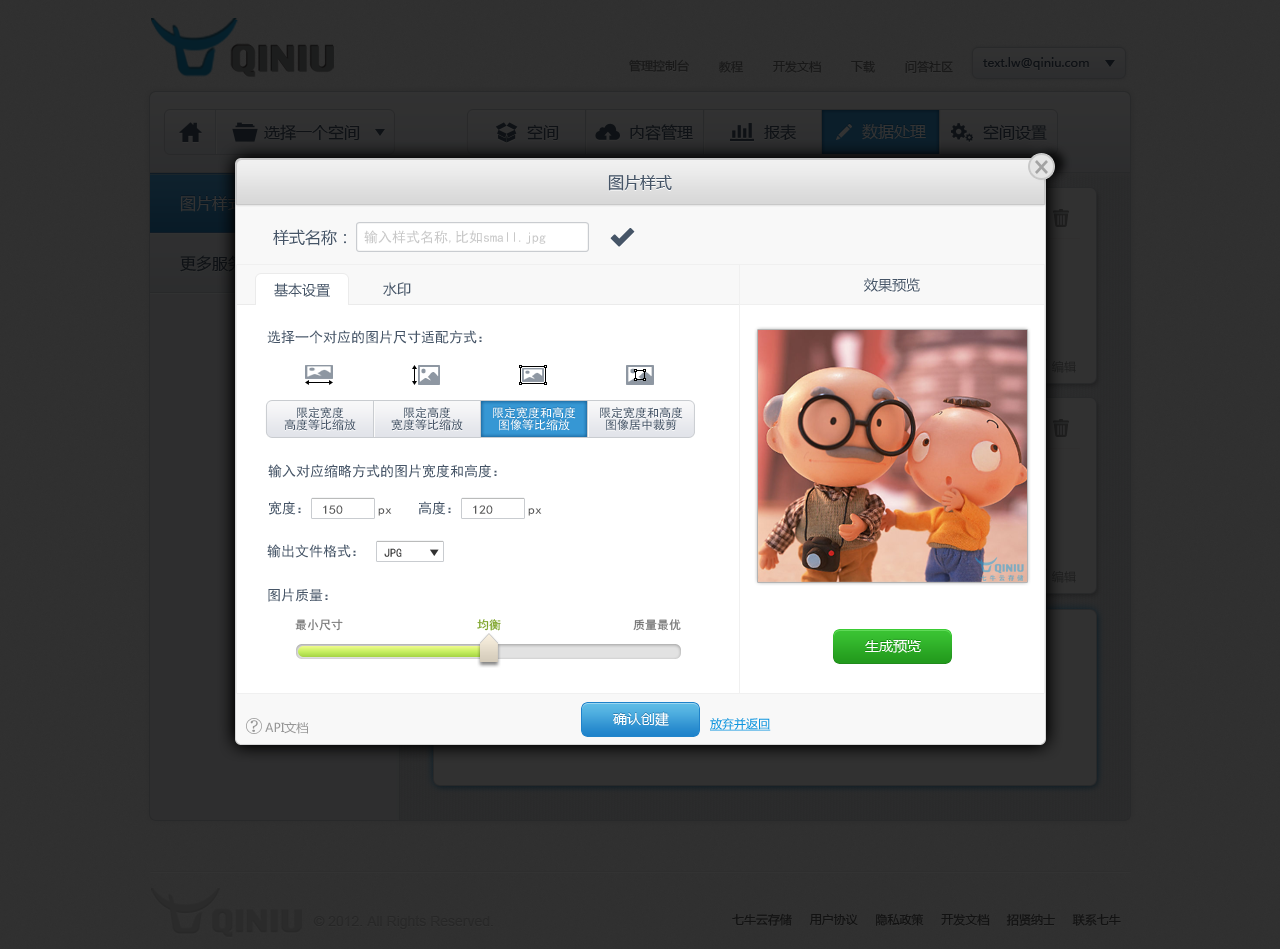 QINIU
管理控制台 教程 开发文档 下载 问答社区 text.lw@qiniu.com
选择一个空间 空间 内容管理 报表 数据处理 空间设置
图片样式
图片样
更多服务
样式名称：
输入样式名称,比如small.jpg
基本设置 水印 效果预览
选择一个对应的图片尺寸适配方式：
限定宽度
高度等比缩放
限定高度
宽度等比缩放
限定宽度和高度
图像等比缩放
限定宽度和高度
图像居中裁剪
编辑
输入对应缩略方式的图片宽度和高度：
宽度： 150 px 高度： 120 px
输出文件格式： JPG
QINIU
七牛云存储
编辑
图片质量：
最小尺寸 均衡 质量最优
生成预览
API文档 确认创建 放弃并返回
QINIU © 2012 All Rights Reserved.
七牛云存储 用户协议 隐私政策 开发文档 招贤纳士 联系七牛